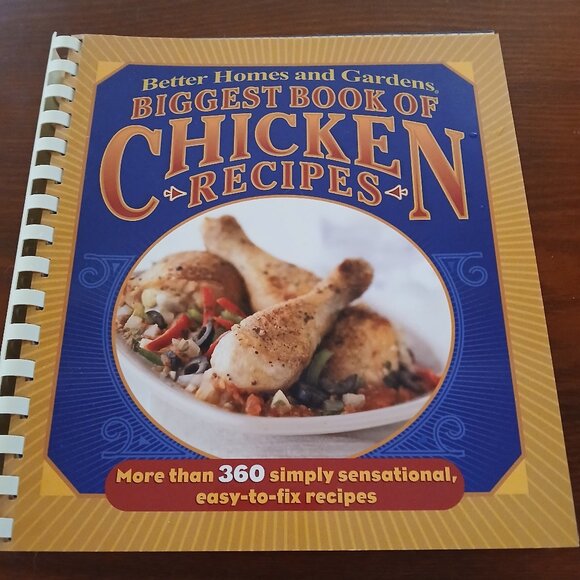 Better Homes and Gardens®
BIGGEST BOOK OF
CHICKEN
RECIPES
More than 360 simply sensational,
easy-to-fix recipes